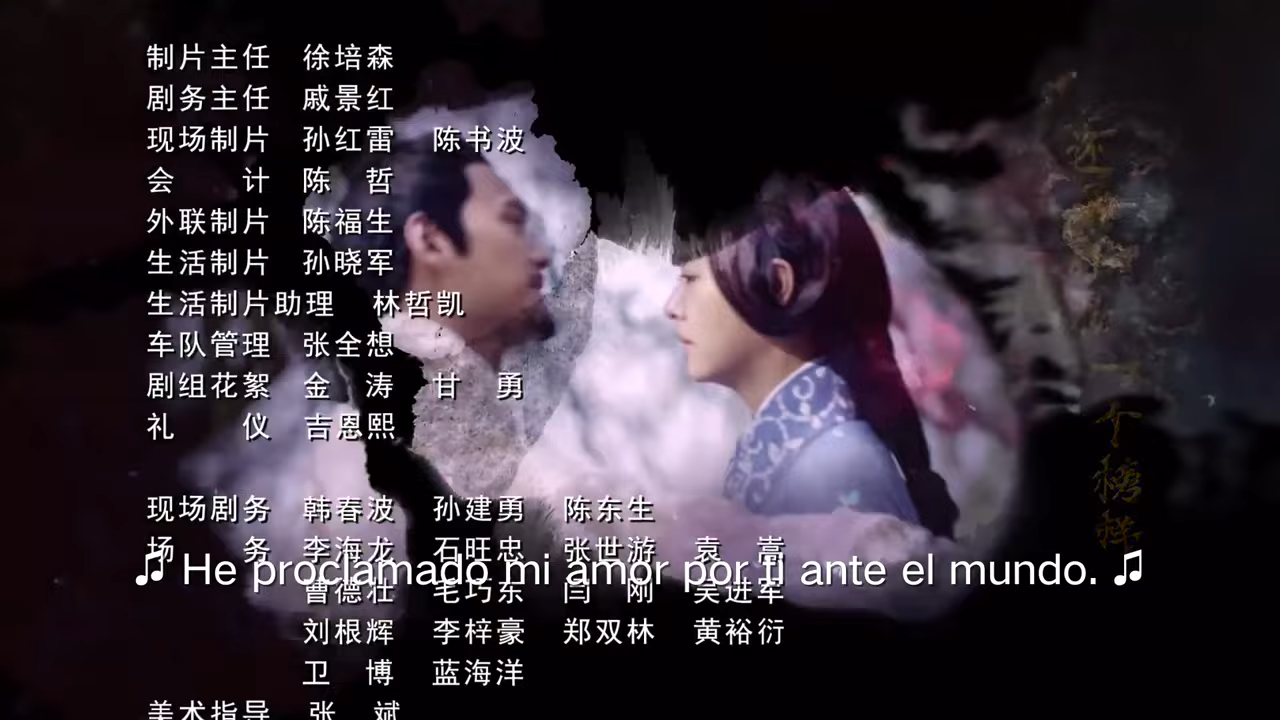 制片主任 徐培森
剧务主任 戚景红
现场制片 孙红雷 陈书波
会 计 陈 哲
外联制片 陈福生
生活制片 孙晓军
生活制片助理 林哲凯
车队管理 张全想
剧组花絮 金 涛 甘 勇
礼 仪 吉恩熙
现场剧务 韩春波 孙建勇 陈东生
场 务 李海龙 石旺忠 张世游 袁 嵩
♫ He proclamado mi amor por ti ante el mundo. ♫
曹德壮 毛巧东 闫 刚 吴进军
刘根辉 李梓豪 郑双林 黄裕衍
卫 博 蓝海洋
美术指导 张 斌